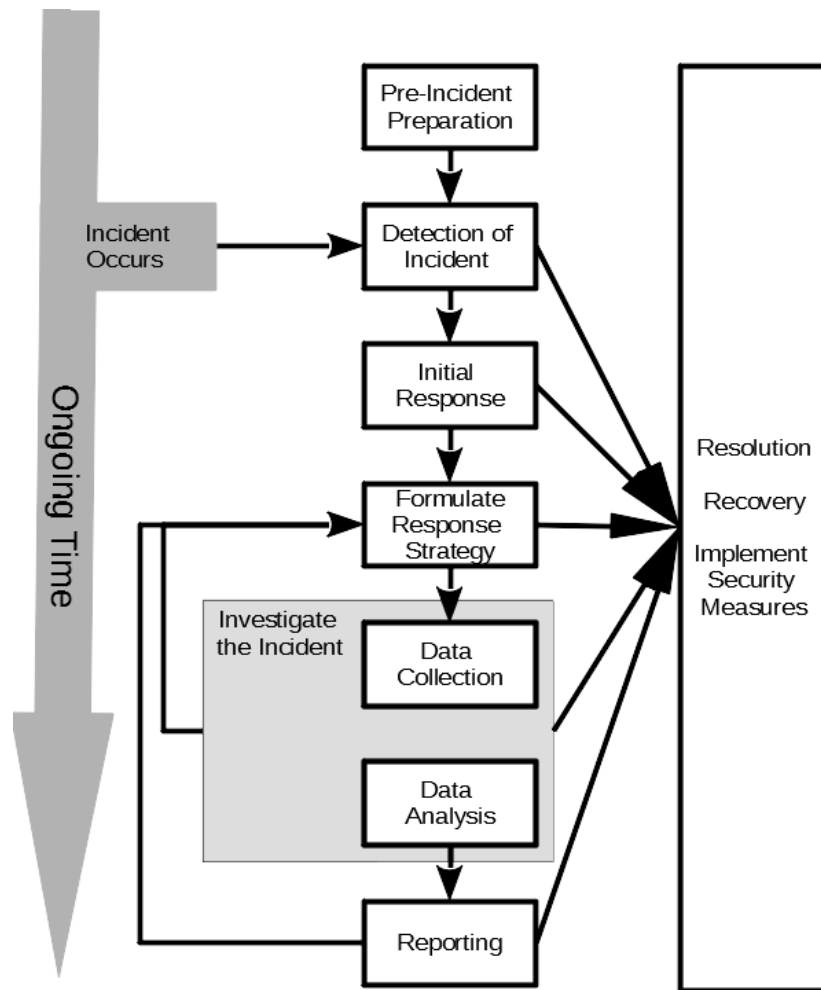 Pre-Incident
Preparation
Incident
Occurs
Detection of
Incident
Initial
Response
Ongoing Time
Formulate
Response
Strategy
Investigate
the Incident
Data
Collection
Data
Analysis
Reporting
Resolution
Recovery
Implement
Security
Measures